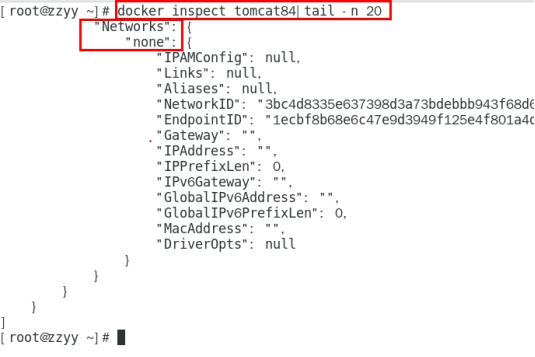 [root@zzyy ~]# docker inspect tomcat84| tail -n 20
"Networks": {
"none": {
"IPAMConfig": null,
"Links": null,
"Aliases": null,
"NetworkID": "3bc4d8335e637398d3a73bdebbb943f68d6
"EndpointID": "1ecbf8b68e6c47e9d3949f125e4f801a4d
"Gateway": "",
"IPAddress": "",
"IPPrefixLen": 0,
"IPv6Gateway": "",
"GlobalIPv6Address": "",
"GlobalIPv6PrefixLen": 0,
"MacAddress": "",
"DriverOpts": null
}
}
}
}
]
[root@zzyy ~]#